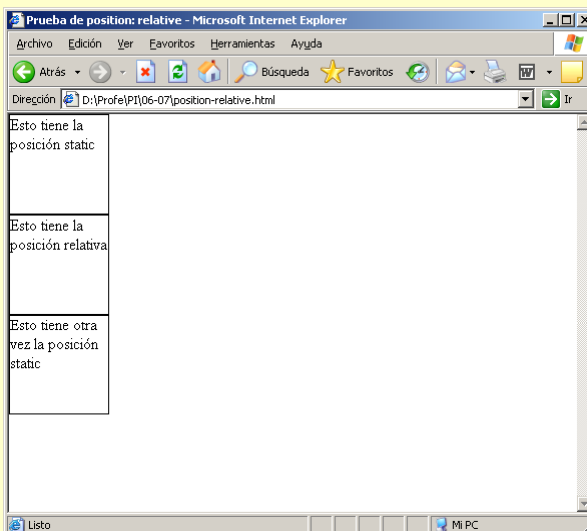 Prueba de position: relative - Microsoft Internet Explorer
Archivo Edición Ver Favoritos Herramientas Ayuda
Atrás Búsqueda Favoritos
Dirección D:\Profe\PI\06-07\position-relative.html Ir
Esto tiene la
posición static
Esto tiene la
posición relativa
Esto tiene otra
vez la posición
static
Listo Mi PC